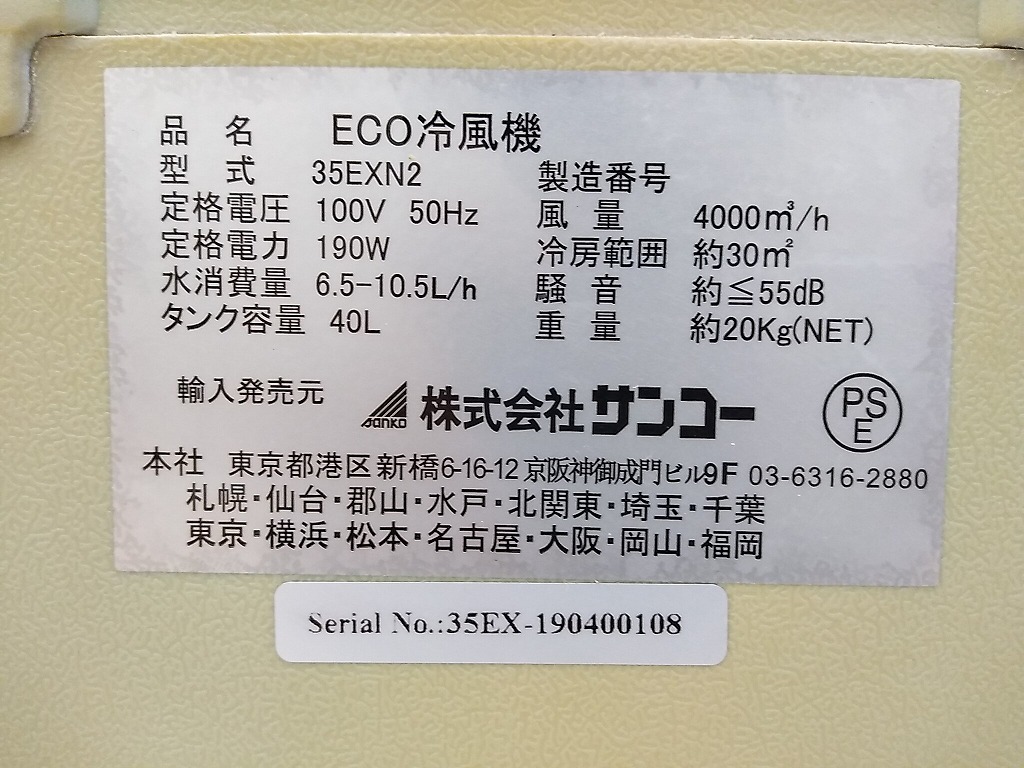 品 名 ECO冷風機
型 式 35EXN2 製造番号
定格電圧 100V 50Hz 風 量 4000㎥/h
定格電力 190W 冷房範囲 約30㎡
水消費量 6.5-10.5L/h 騒 音 約≦55dB
タンク容量 40L 重 量 約20Kg(NET)
輸入発売元 SANKO 株式会社サンコー PSE
本社 東京都港区新橋6-16-12 京阪神御成門ビル9F 03-6316-2880
札幌・仙台・郡山・水戸・北関東・埼玉・千葉
東京・横浜・松本・名古屋・大阪・岡山・福岡
Serial No.:35EX-190400108